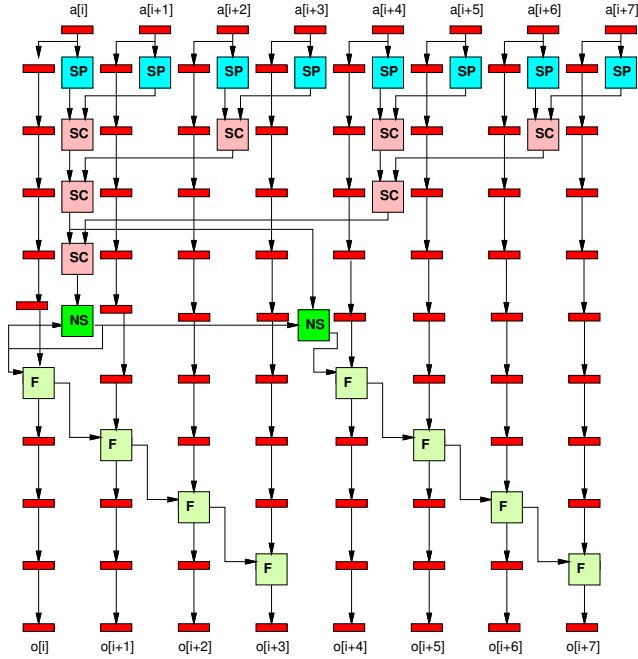 a[i] a[i+1] a[i+2] a[i+3] a[i+4] a[i+5] a[i+6] a[i+7]
SP SP SP SP SP SP SP SP
SC SC SC SC
SC SC
SC
NS NS
F F
F F
F F
F F
o[i] o[i+1] o[i+2] o[i+3] o[i+4] o[i+5] o[i+6] o[i+7]